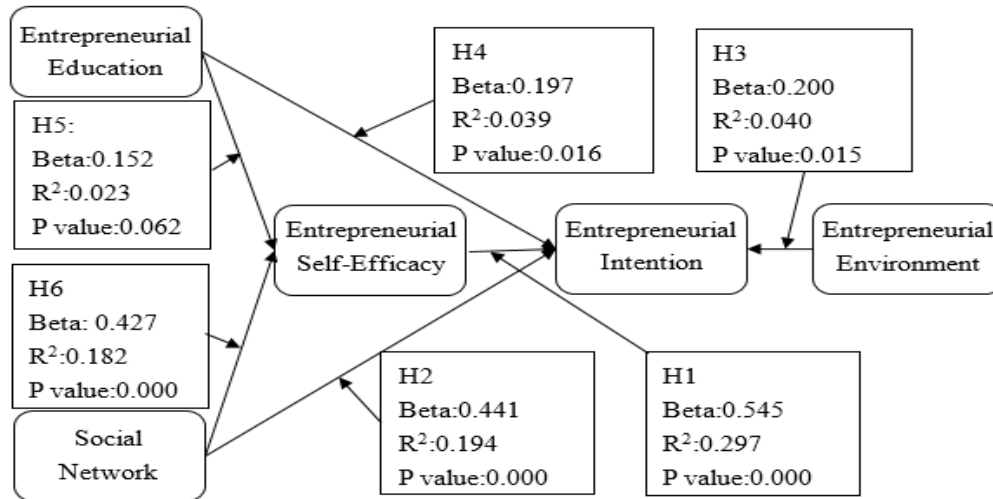 Entrepreneurial
Education
H5:
Beta:0.152
R²:0.023
P value:0.062
H6
Beta: 0.427
R²:0.182
P value:0.000
Social
Network
H4
Beta:0.197
R²:0.039
P value:0.016
Entrepreneurial
Self-Efficacy
H2
Beta:0.441
R²:0.194
P value:0.000
Entrepreneurial
Intention
H3
Beta:0.200
R²:0.040
P value:0.015
Entrepreneurial
Environment
H1
Beta:0.545
R²:0.297
P value:0.000